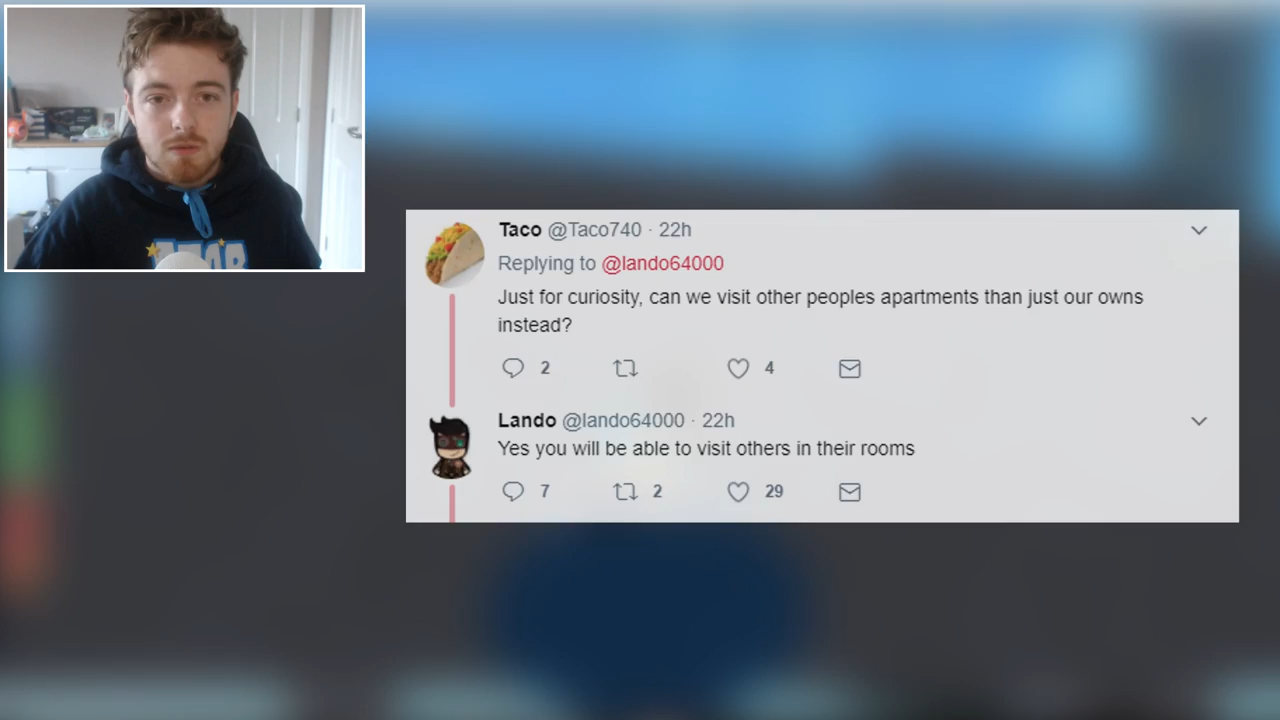 Taco @Taco740 · 22h
Replying to @lando64000
Just for curiosity, can we visit other peoples apartments than just our owns
instead?
2 4
Lando @lando64000 · 22h
Yes you will be able to visit others in their rooms
7 2 29